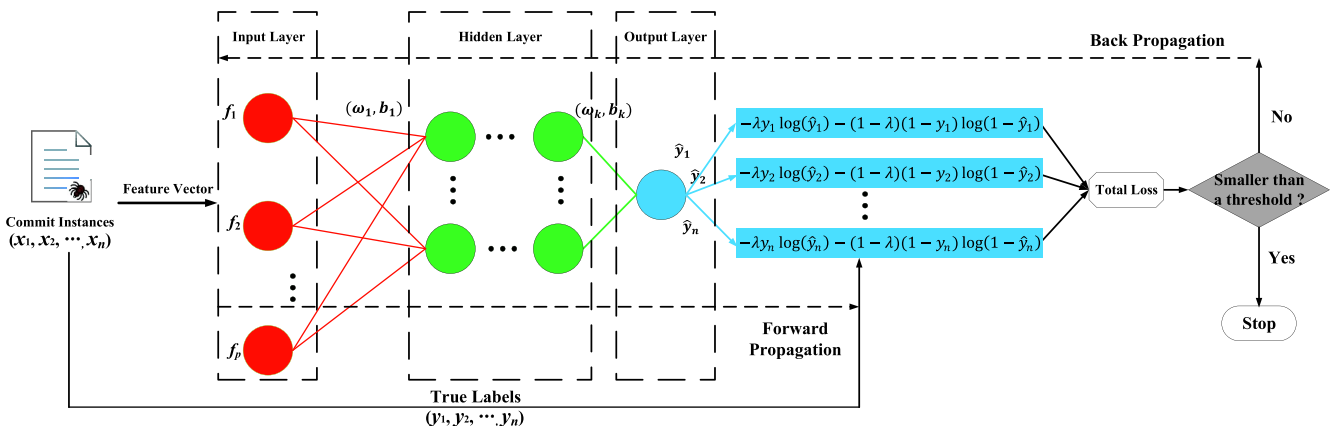 Input Layer
Hidden Layer
Output Layer
Back Propagation
f₁
(ω₁, b₁)
(ωₖ, bₖ)
−λy₁ log(ŷ₁) − (1 − λ)(1 − y₁) log(1 − ŷ₁)
No
ŷ₁
Feature Vector
ŷ₂
−λy₂ log(ŷ₂) − (1 − λ)(1 − y₂) log(1 − ŷ₂)
Total Loss
Smaller than
a threshold ?
Commit Instances
(x₁, x₂, ···, xₙ)
f₂
ŷₙ
−λyₙ log(ŷₙ) − (1 − λ)(1 − yₙ) log(1 − ŷₙ)
Yes
fₚ
Forward
Propagation
Stop
True Labels
(y₁, y₂, ···, yₙ)